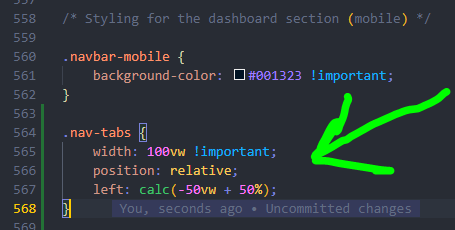 557
558 /* Styling for the dashboard section (mobile) */
559
560 .navbar-mobile {
561 background-color: #001323 !important;
562 }
563
564 .nav-tabs {
565 width: 100vw !important;
566 position: relative;
567 left: calc(-50vw + 50%);
568 } You, seconds ago • Uncommitted changes
569